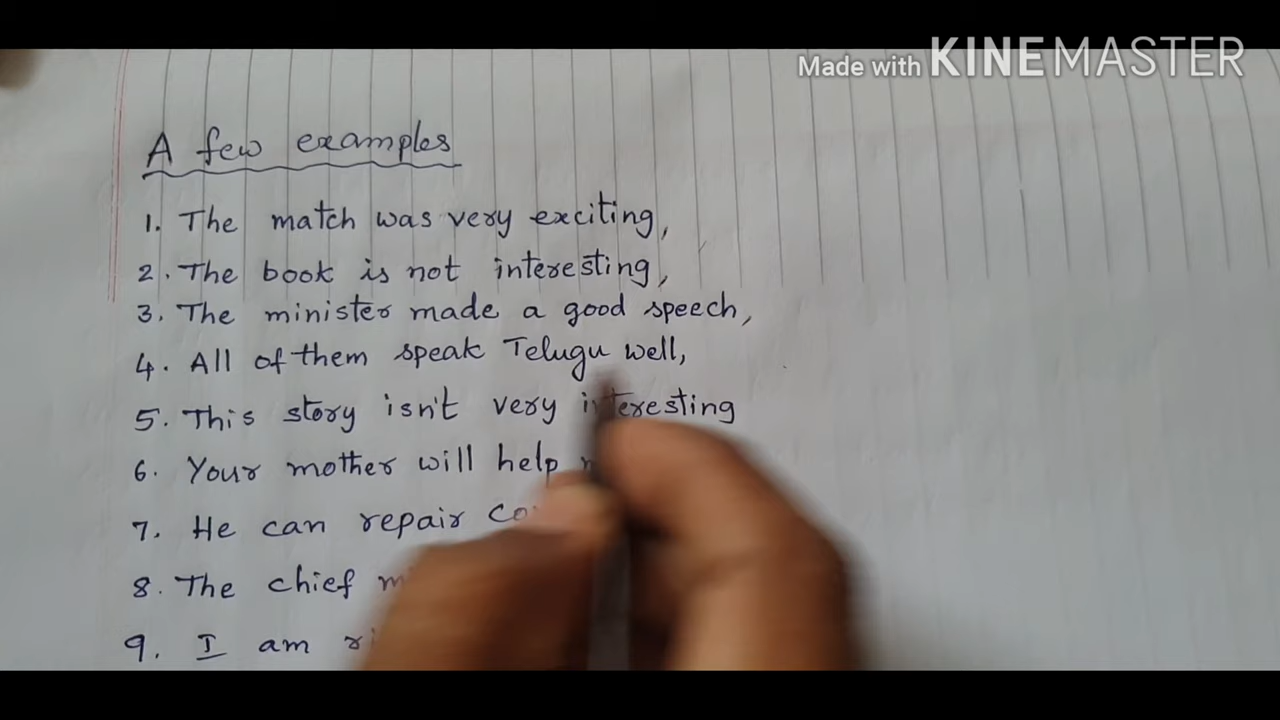 Made with KINEMASTER
A few examples
1. The match was very exciting,
2. The book is not interesting,
3. The minister made a good speech,
4. All of them speak Telugu well,
5. This story isn't very interesting
6. Your mother will help
7. He can repair
8. The chief
9. I am